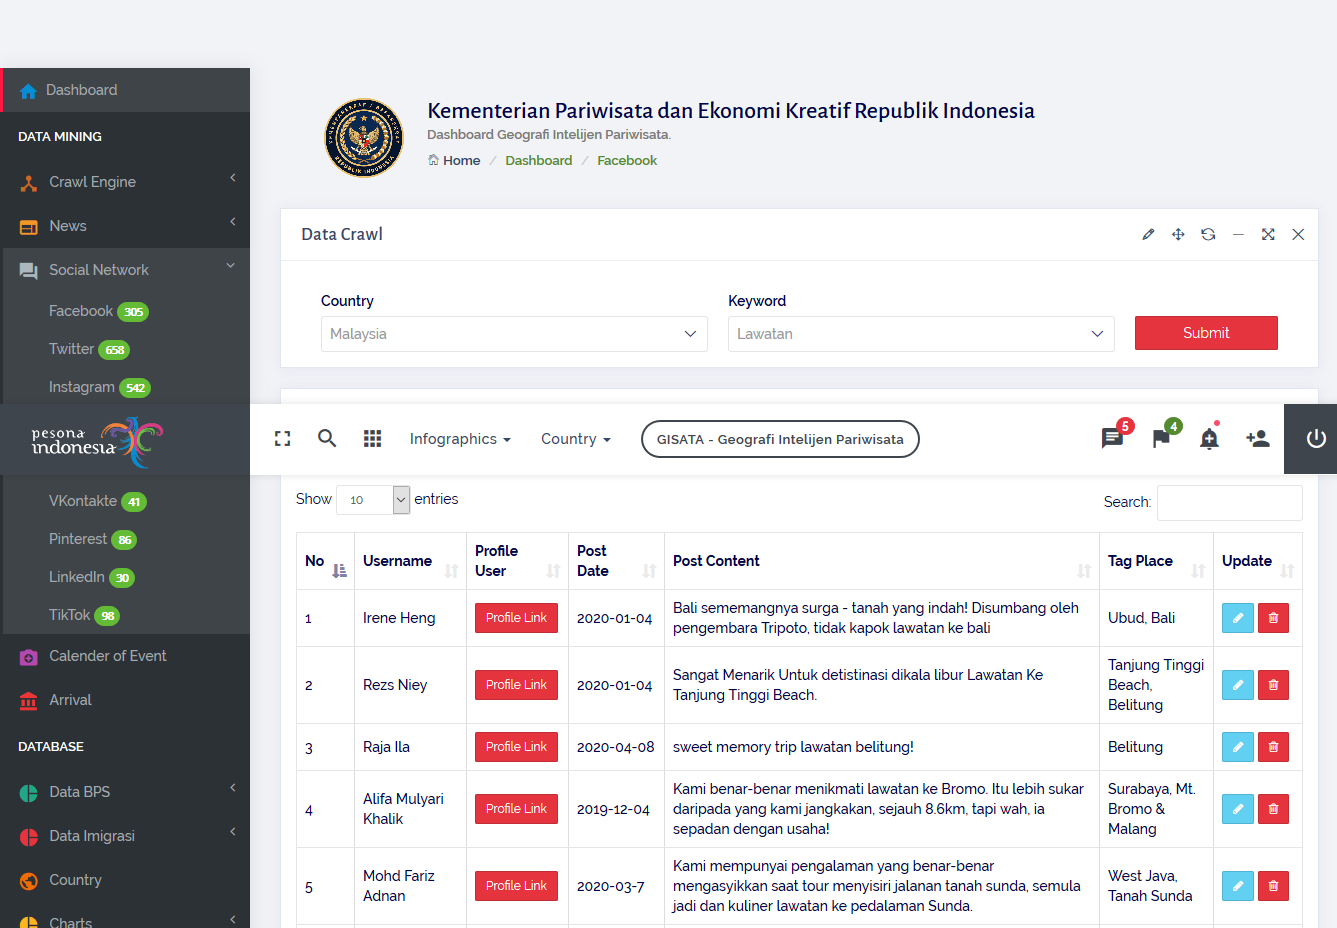 Dashboard
DATA MINING
Crawl Engine
News
Social Network
Facebook 305
Twitter 658
Instagram 542
Kementerian Pariwisata dan Ekonomi Kreatif Republik Indonesia
Dashboard Geografi Intelijen Pariwisata.
Home / Dashboard / Facebook
Data Crawl
Country
Malaysia
Keyword
Lawatan
Submit
pesona
indonesia
Infographics
Country
GISATA - Geografi Intelijen Pariwisata
5
4
VKontakte 41
Pinterest 86
LinkedIn 30
TikTok 98
Calender of Event
Arrival
DATABASE
Data BPS
Data Imigrasi
Country
Charts
Show 10 entries
Search:
No Username Profile User Post Date Post Content Tag Place Update
1 Irene Heng Profile Link 2020-01-04 Bali sememangnya surga - tanah yang indah! Disumbang oleh
pengembara Tripoto, tidak kapok lawatan ke bali
Ubud, Bali
2 Rezs Niey Profile Link 2020-01-04 Sangat Menarik Untuk detistinasi dikala libur Lawatan Ke
Tanjung Tinggi Beach.
Tanjung Tinggi
Beach,
Belitung
3 Raja Ila Profile Link 2020-04-08 sweet memory trip lawatan belitung! Belitung
4 Alifa Mulyari
Khalik
Profile Link 2019-12-04
Kami benar-benar menikmati lawatan ke Bromo. Itu lebih sukar
daripada yang kami jangkakan, sejauh 8.6km, tapi wah, ia
sepadan dengan usaha!
Surabaya, Mt.
Bromo &
Malang
5 Mohd Fariz
Adnan
Profile Link 2020-03-7
Kami mempunyai pengalaman yang benar-benar
mengasyikkan saat tour menyisiri jalanan tanah sunda, semula
jadi dan kuliner lawatan ke pedalaman Sunda.
West Java,
Tanah Sunda